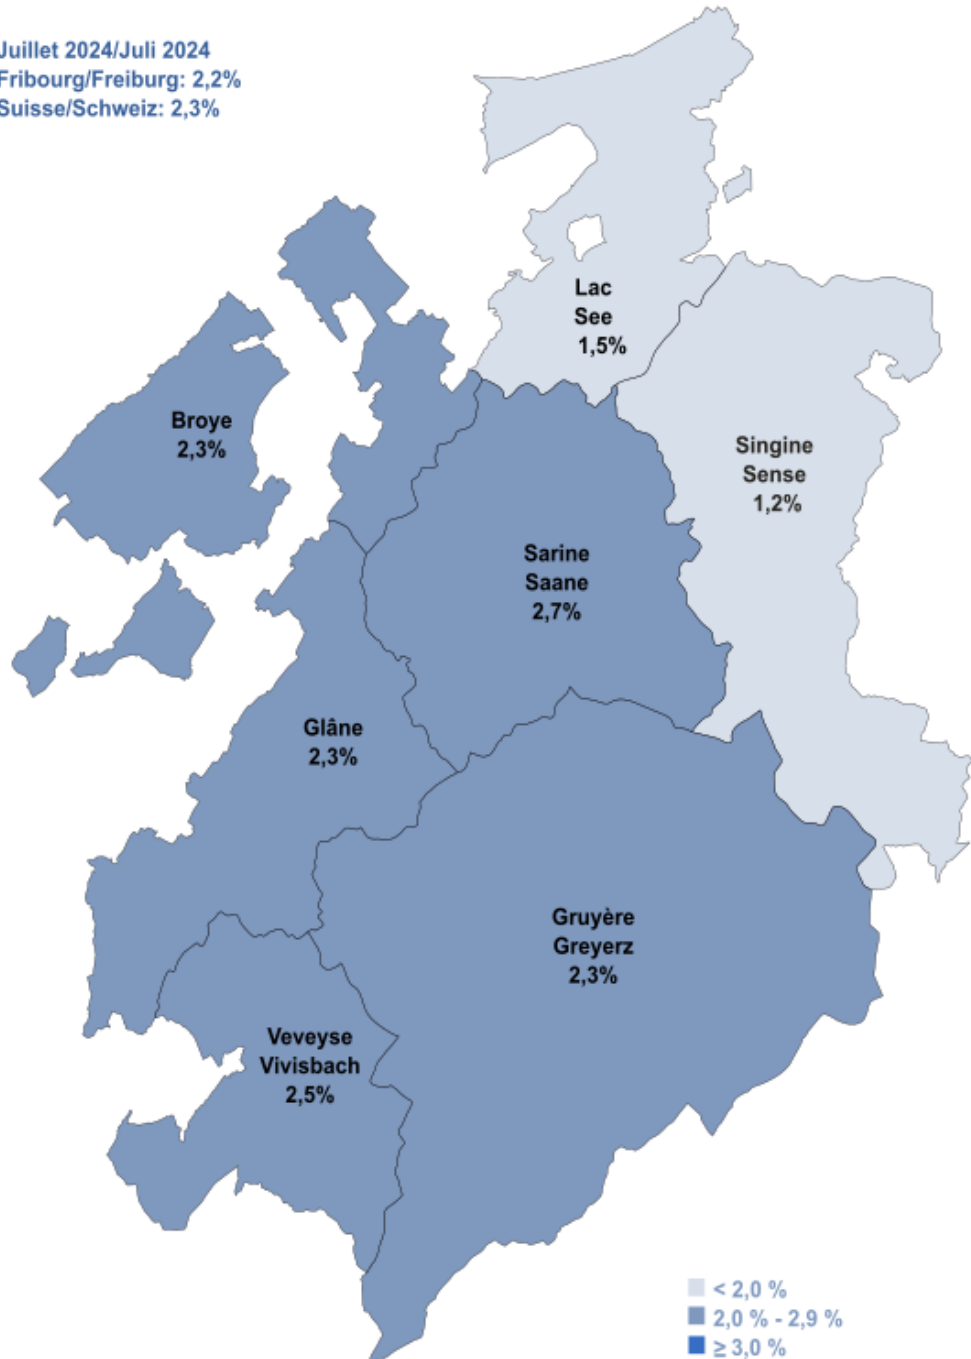 Juillet 2024/Juli 2024
Fribourg/Freiburg: 2,2%
Suisse/Schweiz: 2,3%
Lac
See
1,5%
Broye
2,3%
Singine
Sense
1,2%
Sarine
Saane
2,7%
Glâne
2,3%
Gruyère
Greyerz
2,3%
Veveyse
Vivisbach
2,5%
< 2,0 %
2,0 % - 2,9 %
≥ 3,0 %